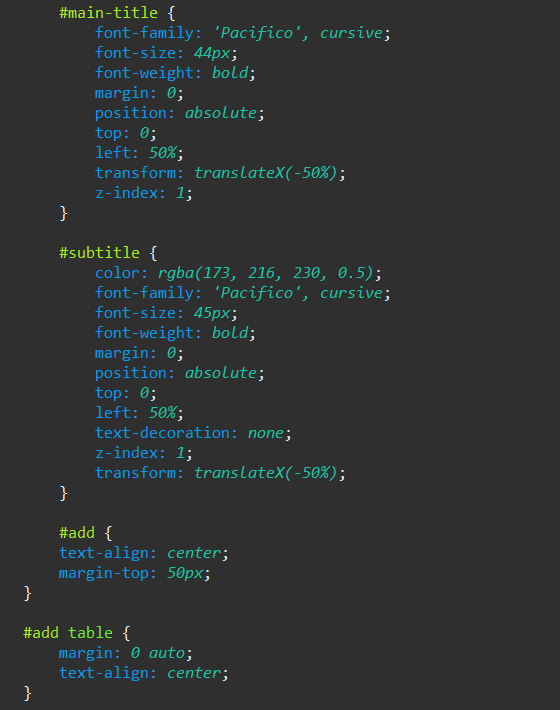 #main-title {
font-family: 'Pacifico', cursive;
font-size: 44px;
font-weight: bold;
margin: 0;
position: absolute;
top: 0;
left: 50%;
transform: translateX(-50%);
z-index: 1;
}
#subtitle {
color: rgba(173, 216, 230, 0.5);
font-family: 'Pacifico', cursive;
font-size: 45px;
font-weight: bold;
margin: 0;
position: absolute;
top: 0;
left: 50%;
text-decoration: none;
z-index: 1;
transform: translateX(-50%);
}
#add {
text-align: center;
margin-top: 50px;
}
#add table {
margin: 0 auto;
text-align: center;
}